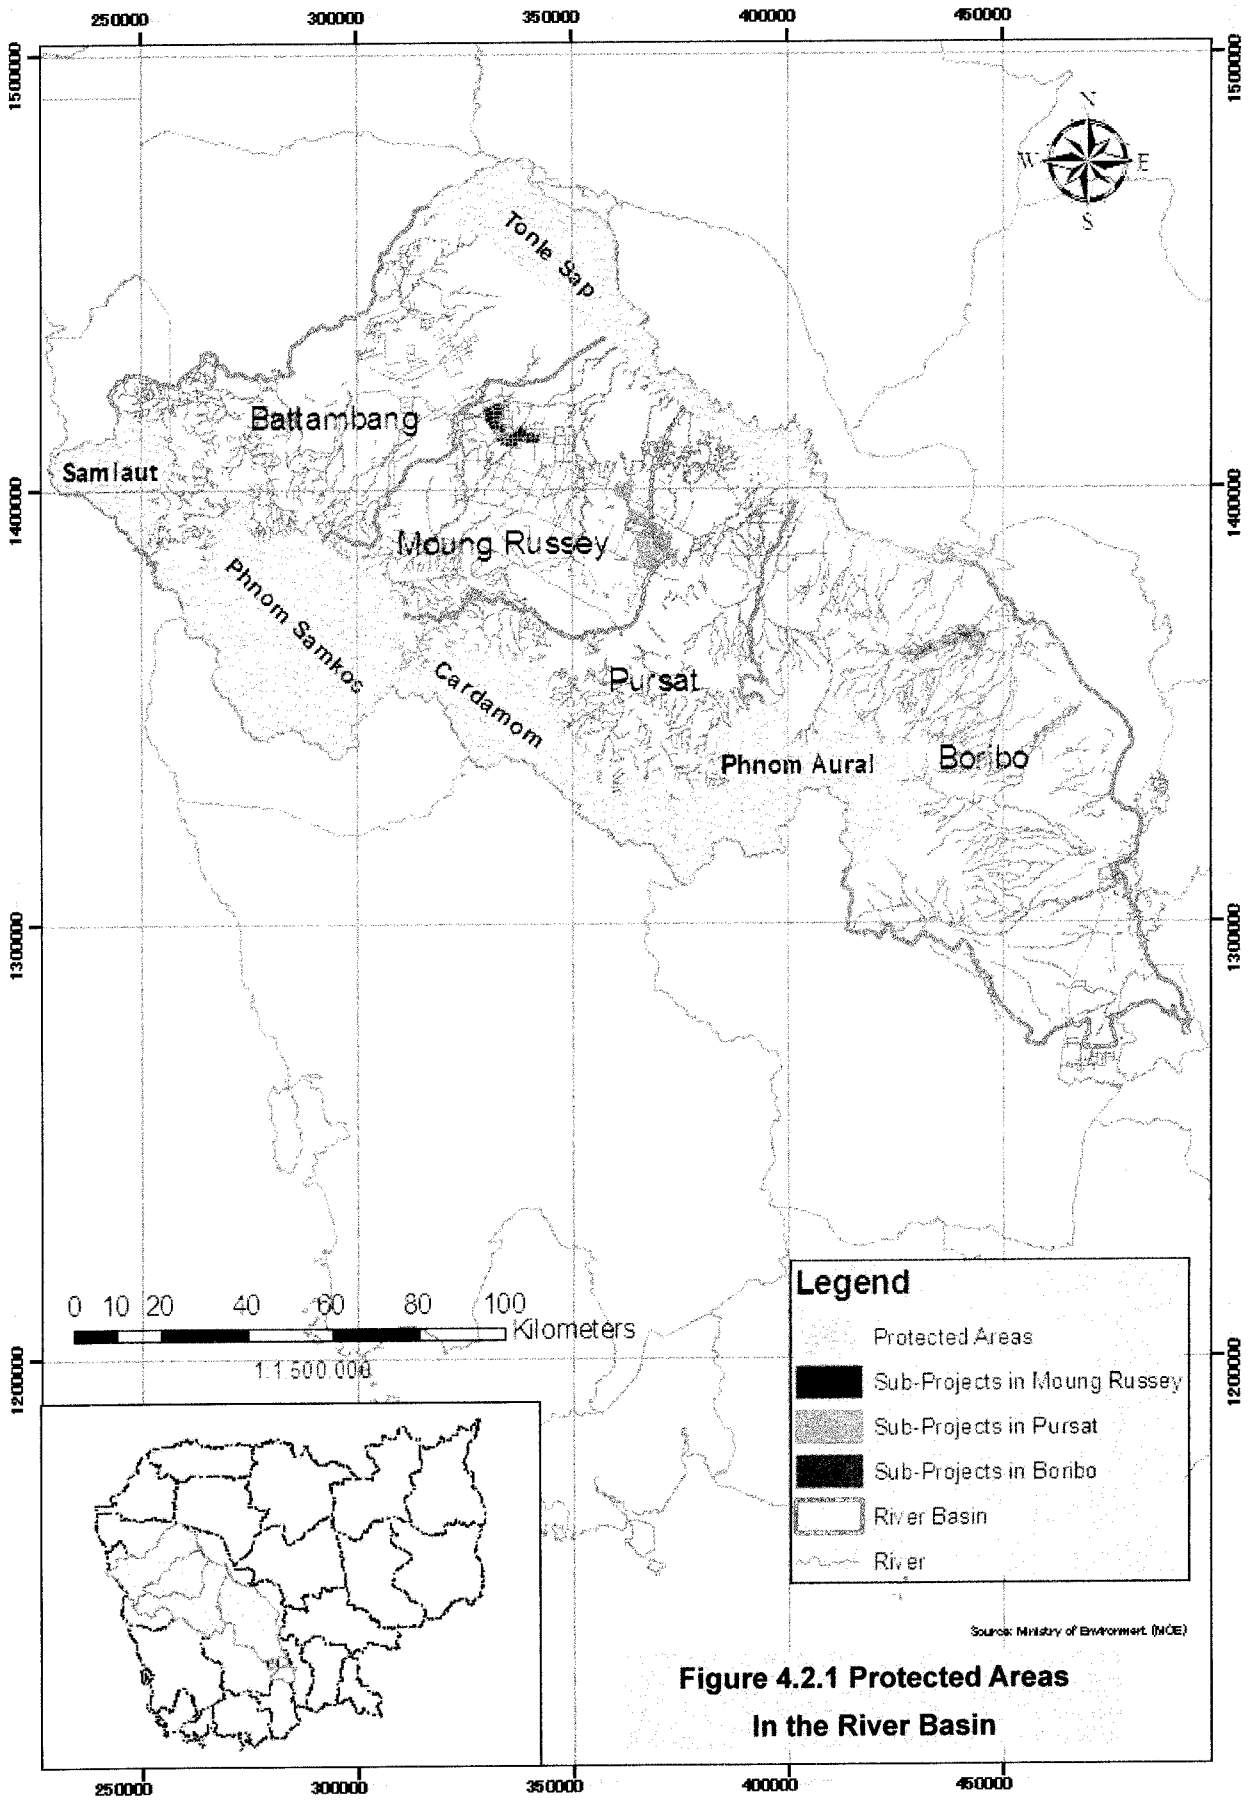 250000 300000 350000 400000 450000
1500000
1500000
N
W E
S
Tonle Sap
Battambang
Samlaut
1400000
1400000
Moung Russey
Phnom Samkos
Cardamom
Pursat
Phnom Aural
Boribo
1300000
1300000
0 10 20 40 60 80 100
Kilometers
1:1.500.000
1200000
1200000
Legend
Protected Areas
Sub-Projects in Moung Russey
Sub-Projects in Pursat
Sub-Projects in Boribo
River Basin
River
Source: Ministry of Environment (MOE)
Figure 4.2.1 Protected Areas
In the River Basin
250000 300000 350000 400000 450000